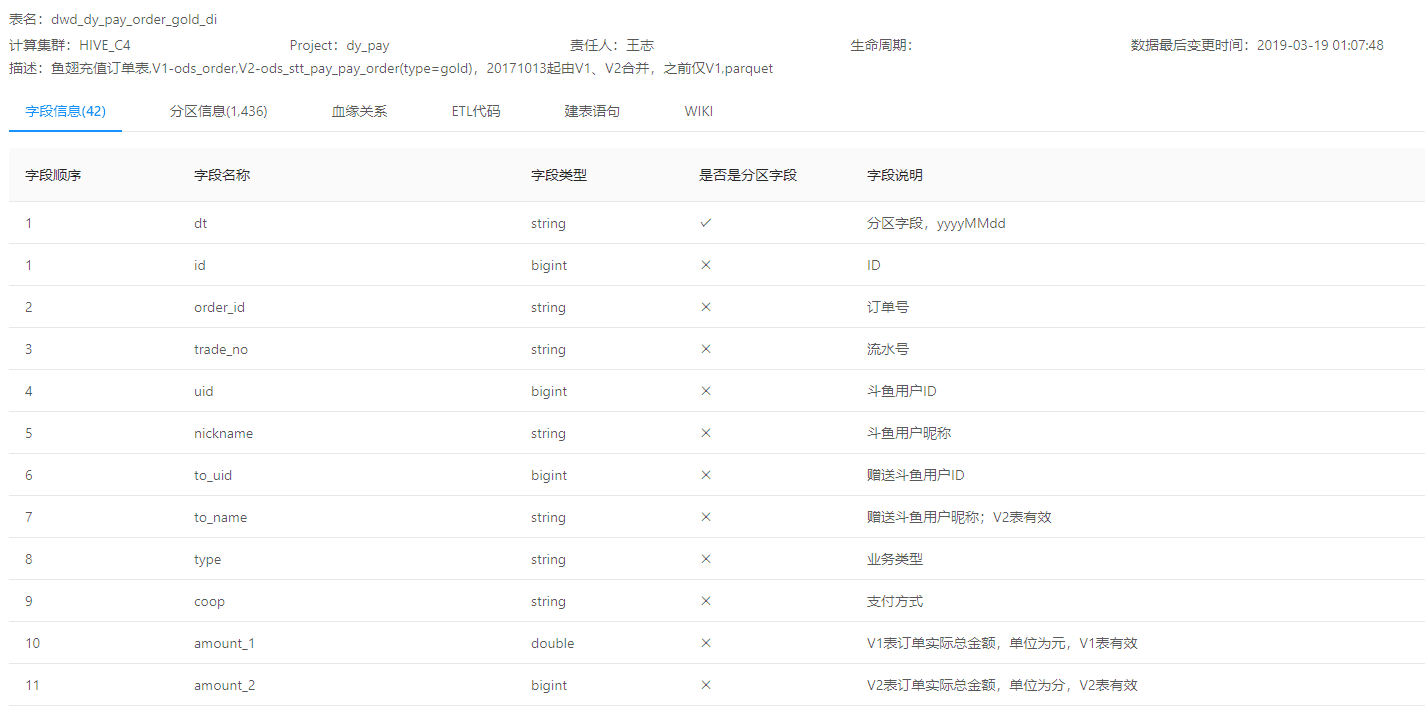 表名：dwd_dy_pay_order_gold_di
计算集群：HIVE_C4 Project：dy_pay 责任人：王志 生命周期： 数据最后变更时间：2019-03-19 01:07:48
描述：鱼翅充值订单表,V1-ods_order,V2-ods_stt_pay_pay_order(type=gold)，20171013起由V1、V2合并，之前仅V1,parquet
字段信息(42) 分区信息(1,436) 血缘关系 ETL代码 建表语句 WIKI
字段顺序 字段名称 字段类型 是否是分区字段 字段说明
1 dt string ✓ 分区字段，yyyyMMdd
1 id bigint × ID
2 order_id string × 订单号
3 trade_no string × 流水号
4 uid bigint × 斗鱼用户ID
5 nickname string × 斗鱼用户昵称
6 to_uid bigint × 赠送斗鱼用户ID
7 to_name string × 赠送斗鱼用户昵称；V2表有效
8 type string × 业务类型
9 coop string × 支付方式
10 amount_1 double × V1表订单实际总金额，单位为元，V1表有效
11 amount_2 bigint × V2表订单实际总金额，单位为分，V2表有效